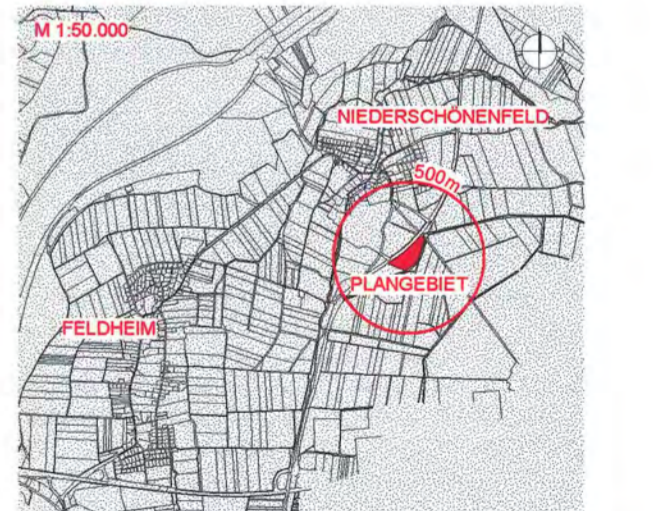 M 1:50.000
NIEDERSCHÖNENFELD
500m
PLANGEBIET
FELDHEIM